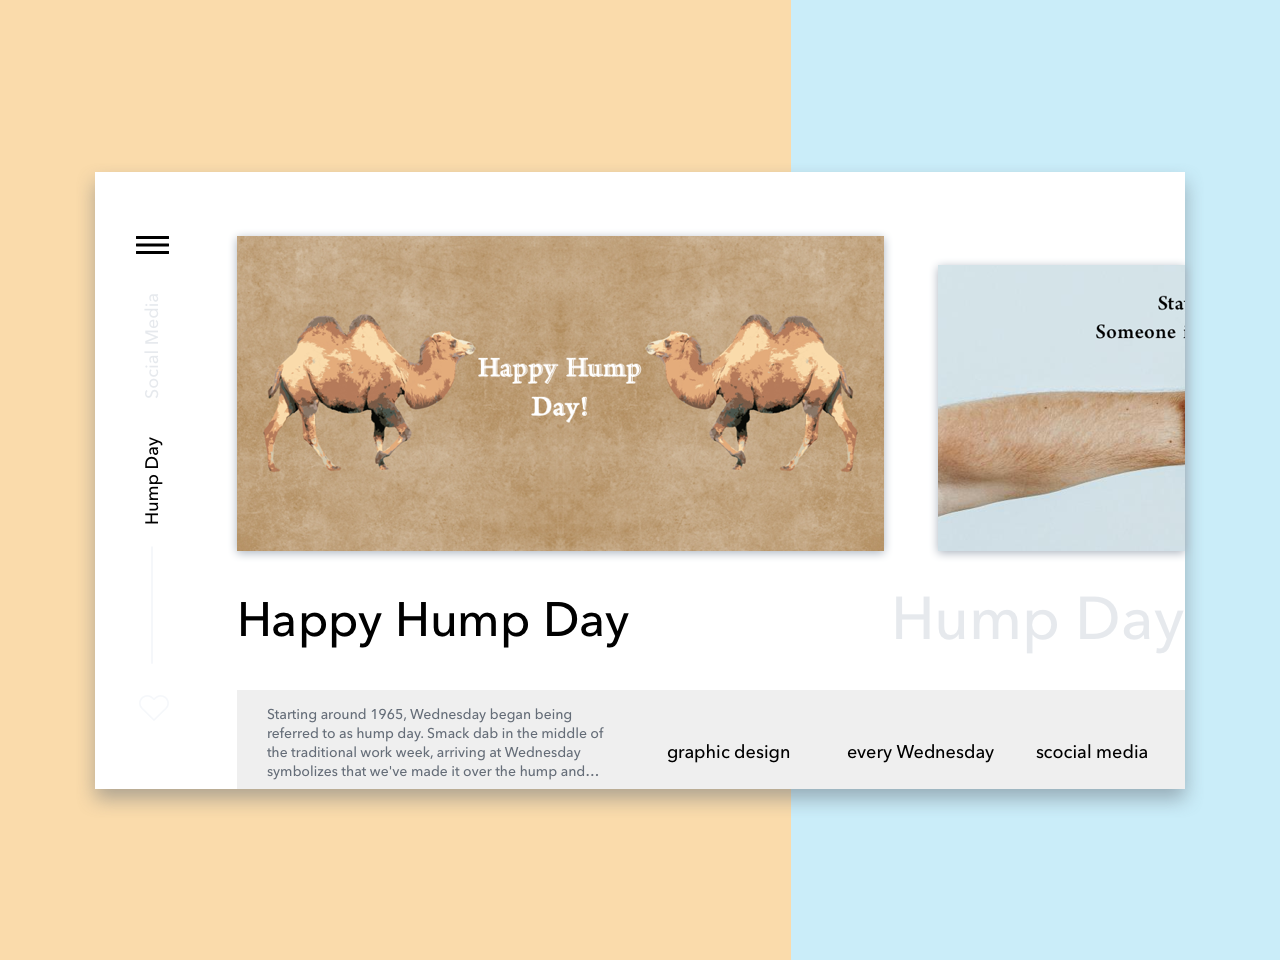 Social Media
Hump Day
Happy Hump
Day!
Someone
Happy Hump Day
Hump Day
Starting around 1965, Wednesday began being
referred to as hump day. Smack dab in the middle of
the traditional work week, arriving at Wednesday
symbolizes that we've made it over the hump and...
graphic design
every Wednesday
scocial media